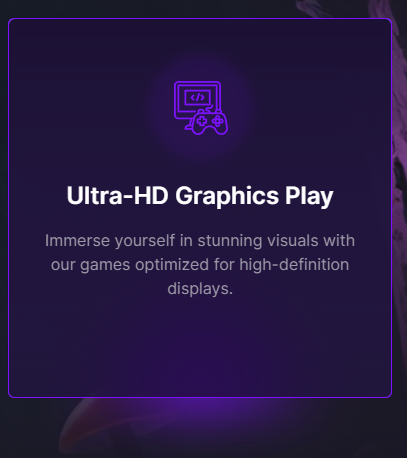 </>
Ultra-HD Graphics Play
Immerse yourself in stunning visuals with
our games optimized for high-definition
displays.